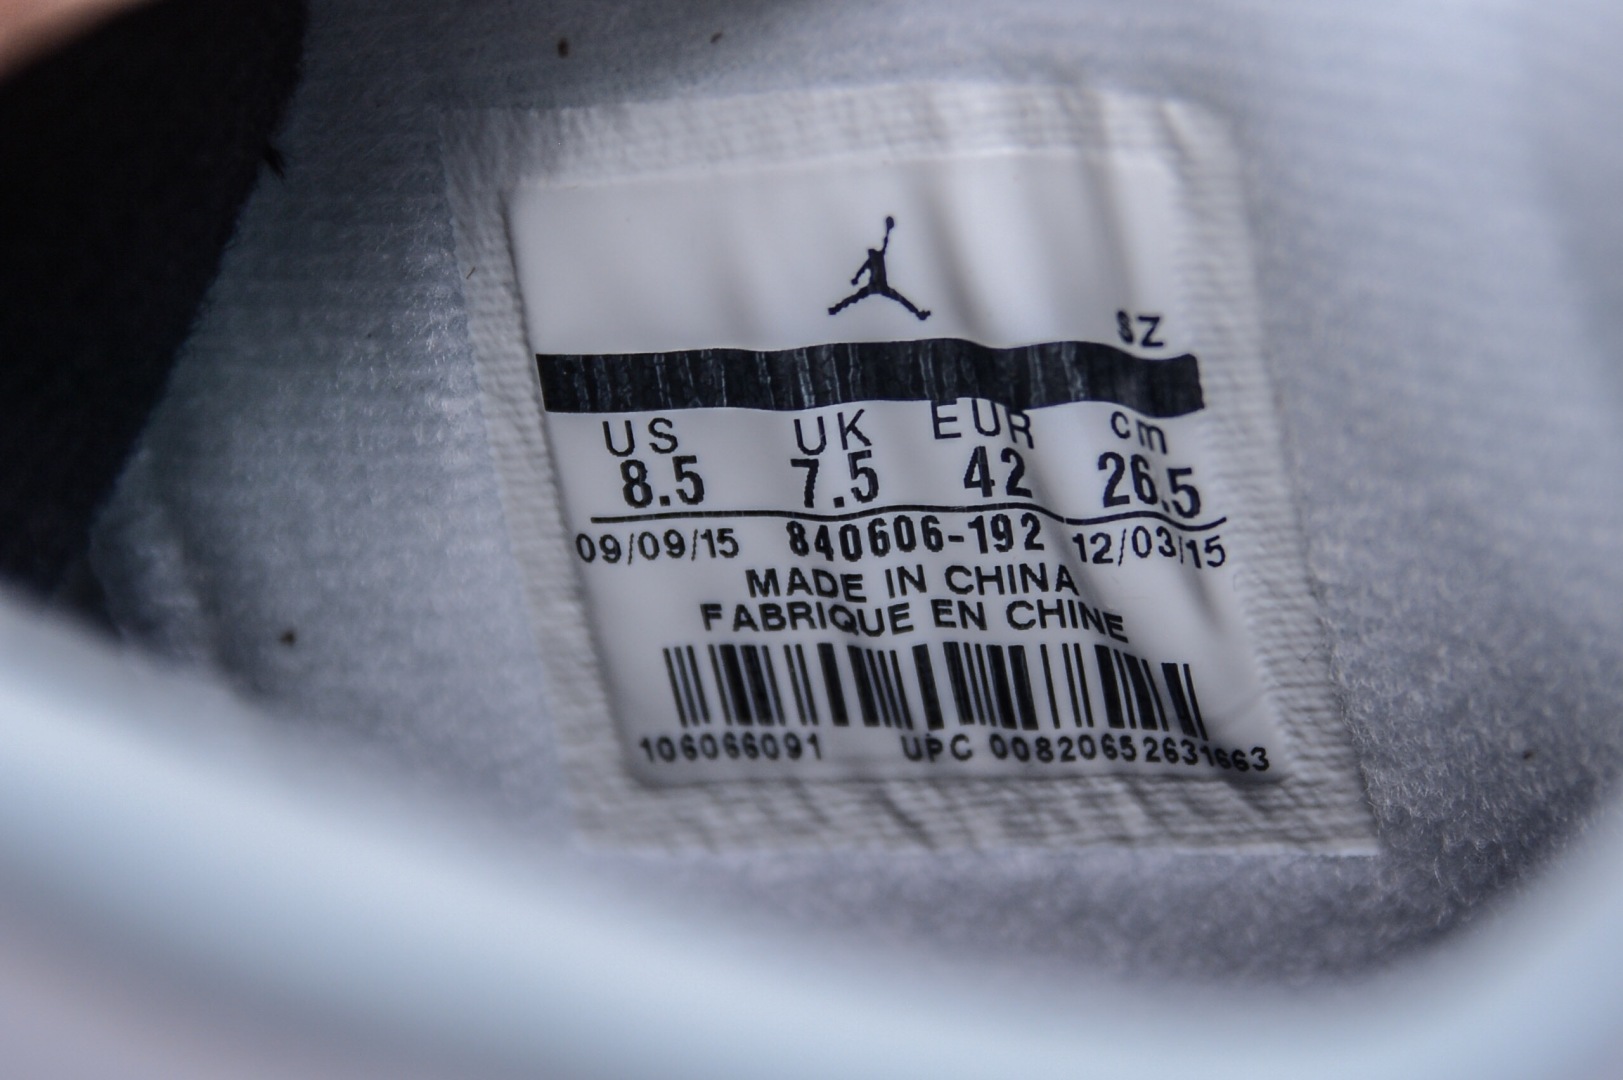 SZ
US UK EUR cm
8.5 7.5 42 26.5
09/09/15 840606-192 12/03/15
MADE IN CHINA
FABRIQUE EN CHINE
106066091 UPC 00820652631663